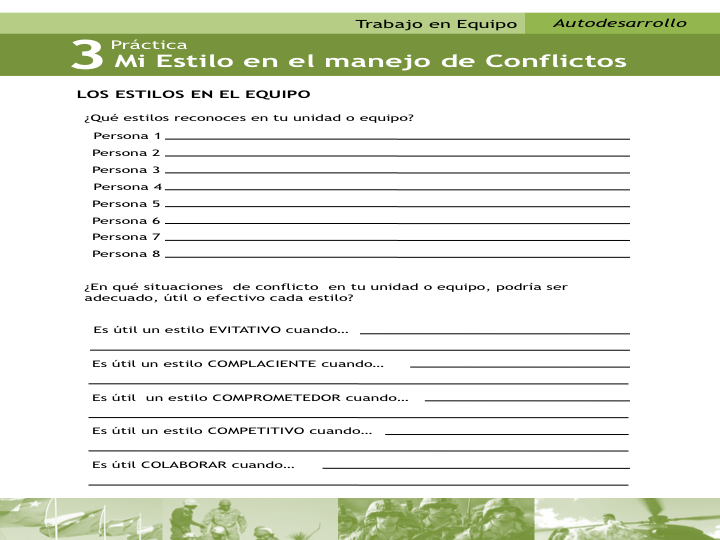 Trabajo en Equipo
Autodesarrollo
3
Práctica
Mi Estilo en el manejo de Conflictos
LOS ESTILOS EN EL EQUIPO
¿Qué estilos reconoces en tu unidad o equipo?
Persona 1
Persona 2
Persona 3
Persona 4
Persona 5
Persona 6
Persona 7
Persona 8
¿En qué situaciones de conflicto en tu unidad o equipo, podría ser
adecuado, útil o efectivo cada estilo?
Es útil un estilo EVITATIVO cuando...
Es útil un estilo COMPLACIENTE cuando...
Es útil un estilo COMPROMETEDOR cuando...
Es útil un estilo COMPETITIVO cuando...
Es útil COLABORAR cuando...